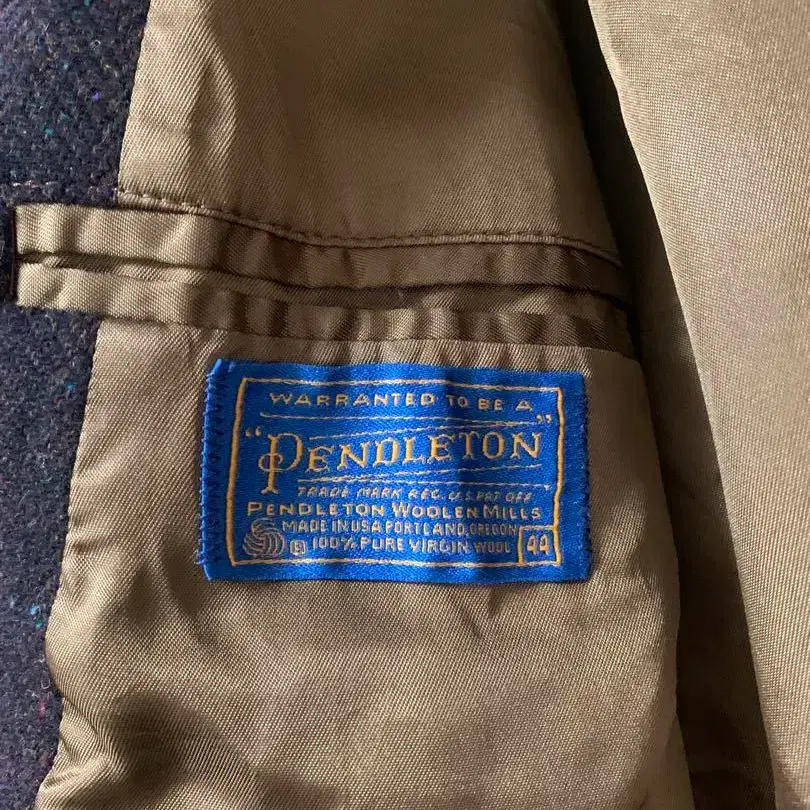 WARRANTED TO BE A
"PENDLETON"
TRADE MARK REG. U.S. PAT OFF.
PENDLETON WOOLEN MILLS
MADE IN USA PORTLAND, OREGON
R 100% PURE VIRGIN WOOL 44